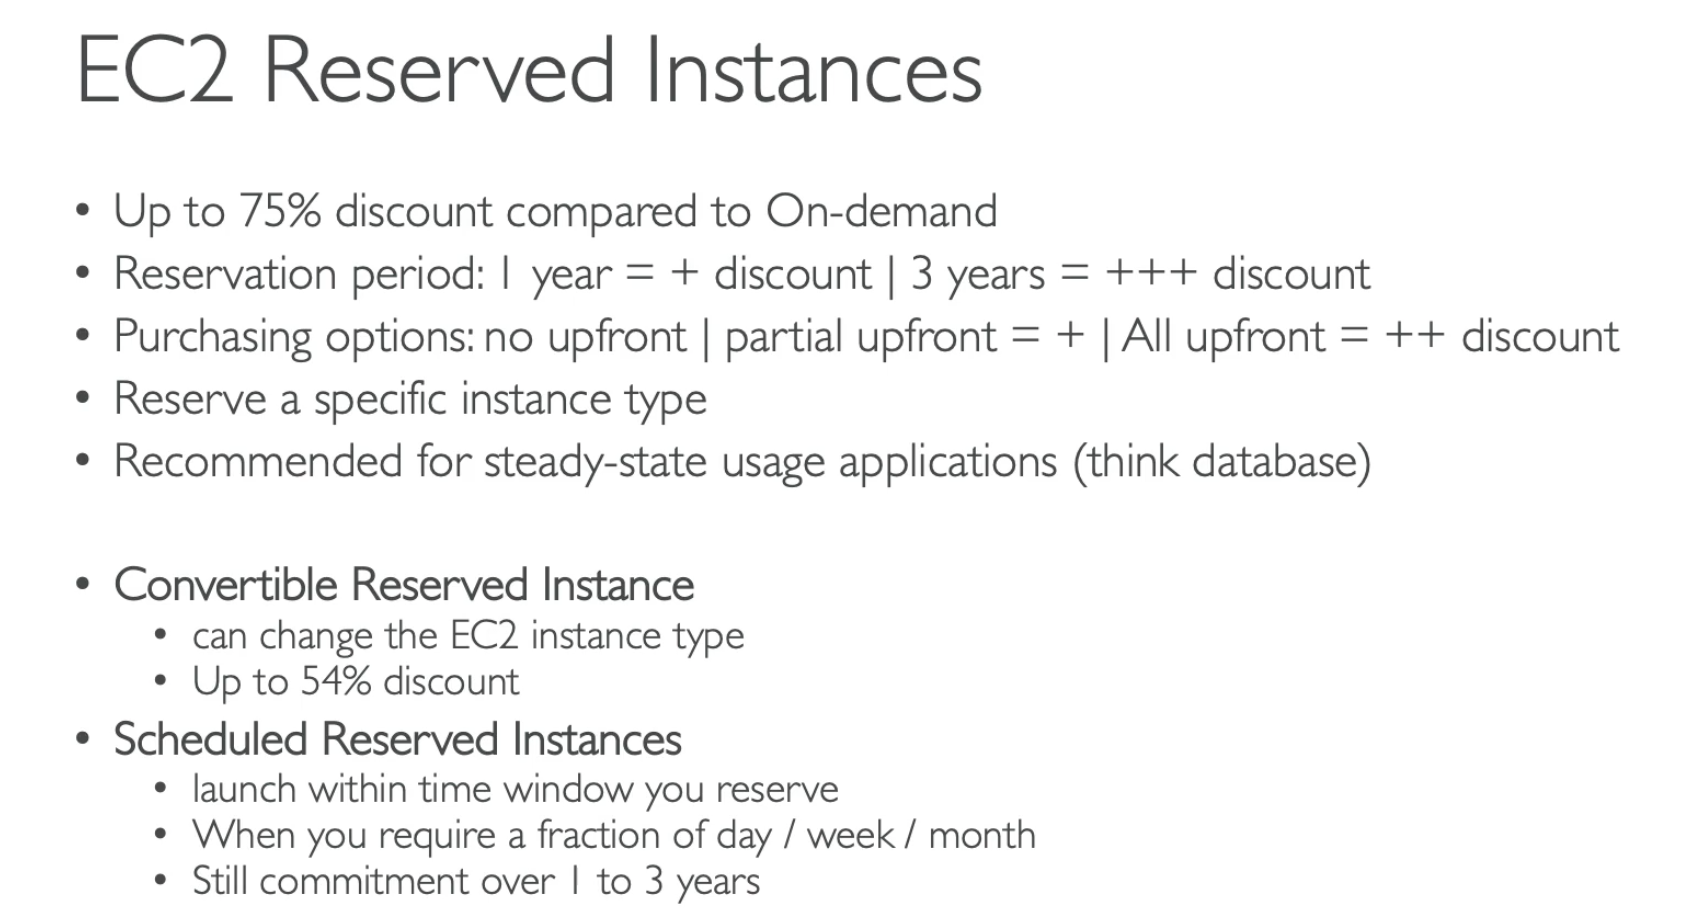 EC2 Reserved Instances
• Up to 75% discount compared to On-demand
• Reservation period: 1 year = + discount | 3 years = +++ discount
• Purchasing options: no upfront | partial upfront = + | All upfront = ++ discount
• Reserve a specific instance type
• Recommended for steady-state usage applications (think database)
• Convertible Reserved Instance
• can change the EC2 instance type
• Up to 54% discount
• Scheduled Reserved Instances
• launch within time window you reserve
• When you require a fraction of day / week / month
• Still commitment over 1 to 3 years